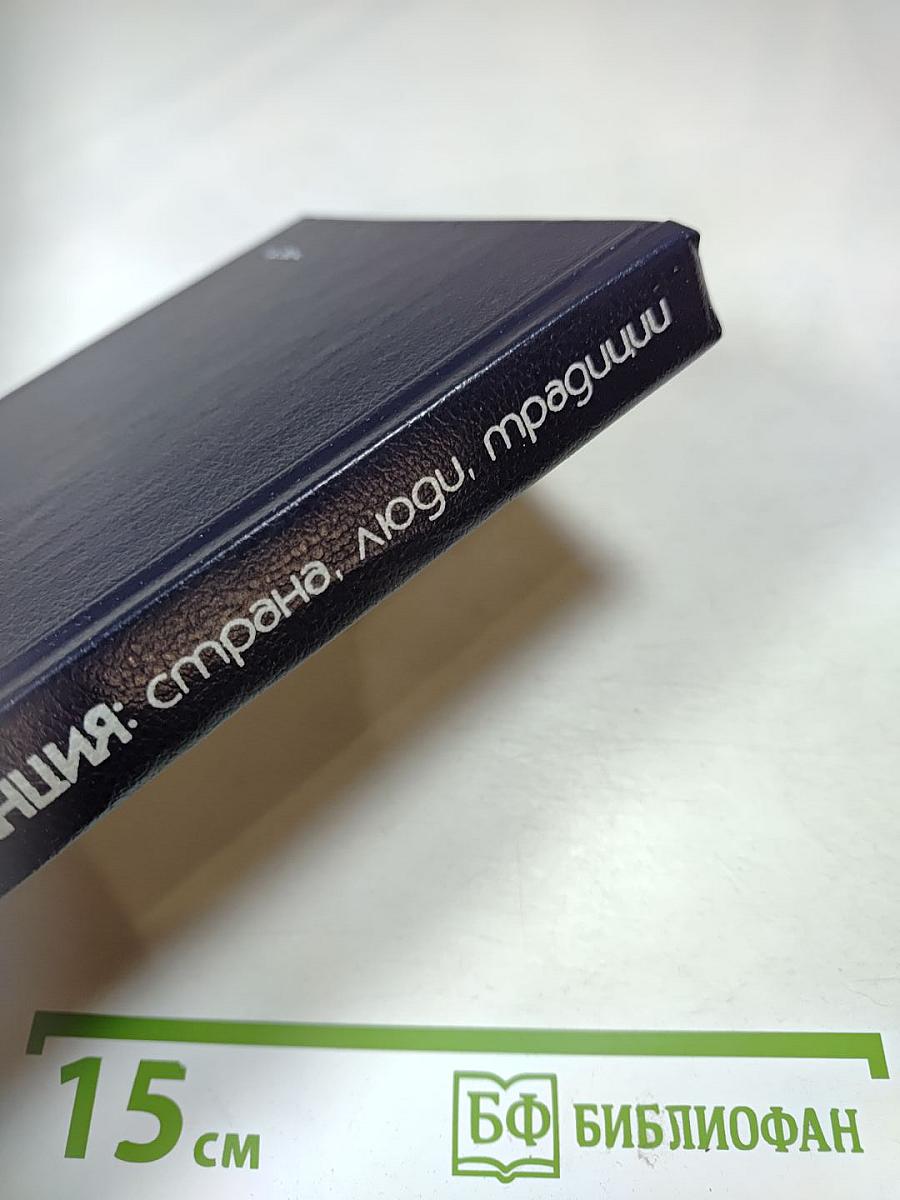 нция: страна, люди, традиции
15 см
БФ БИБЛИОФАН